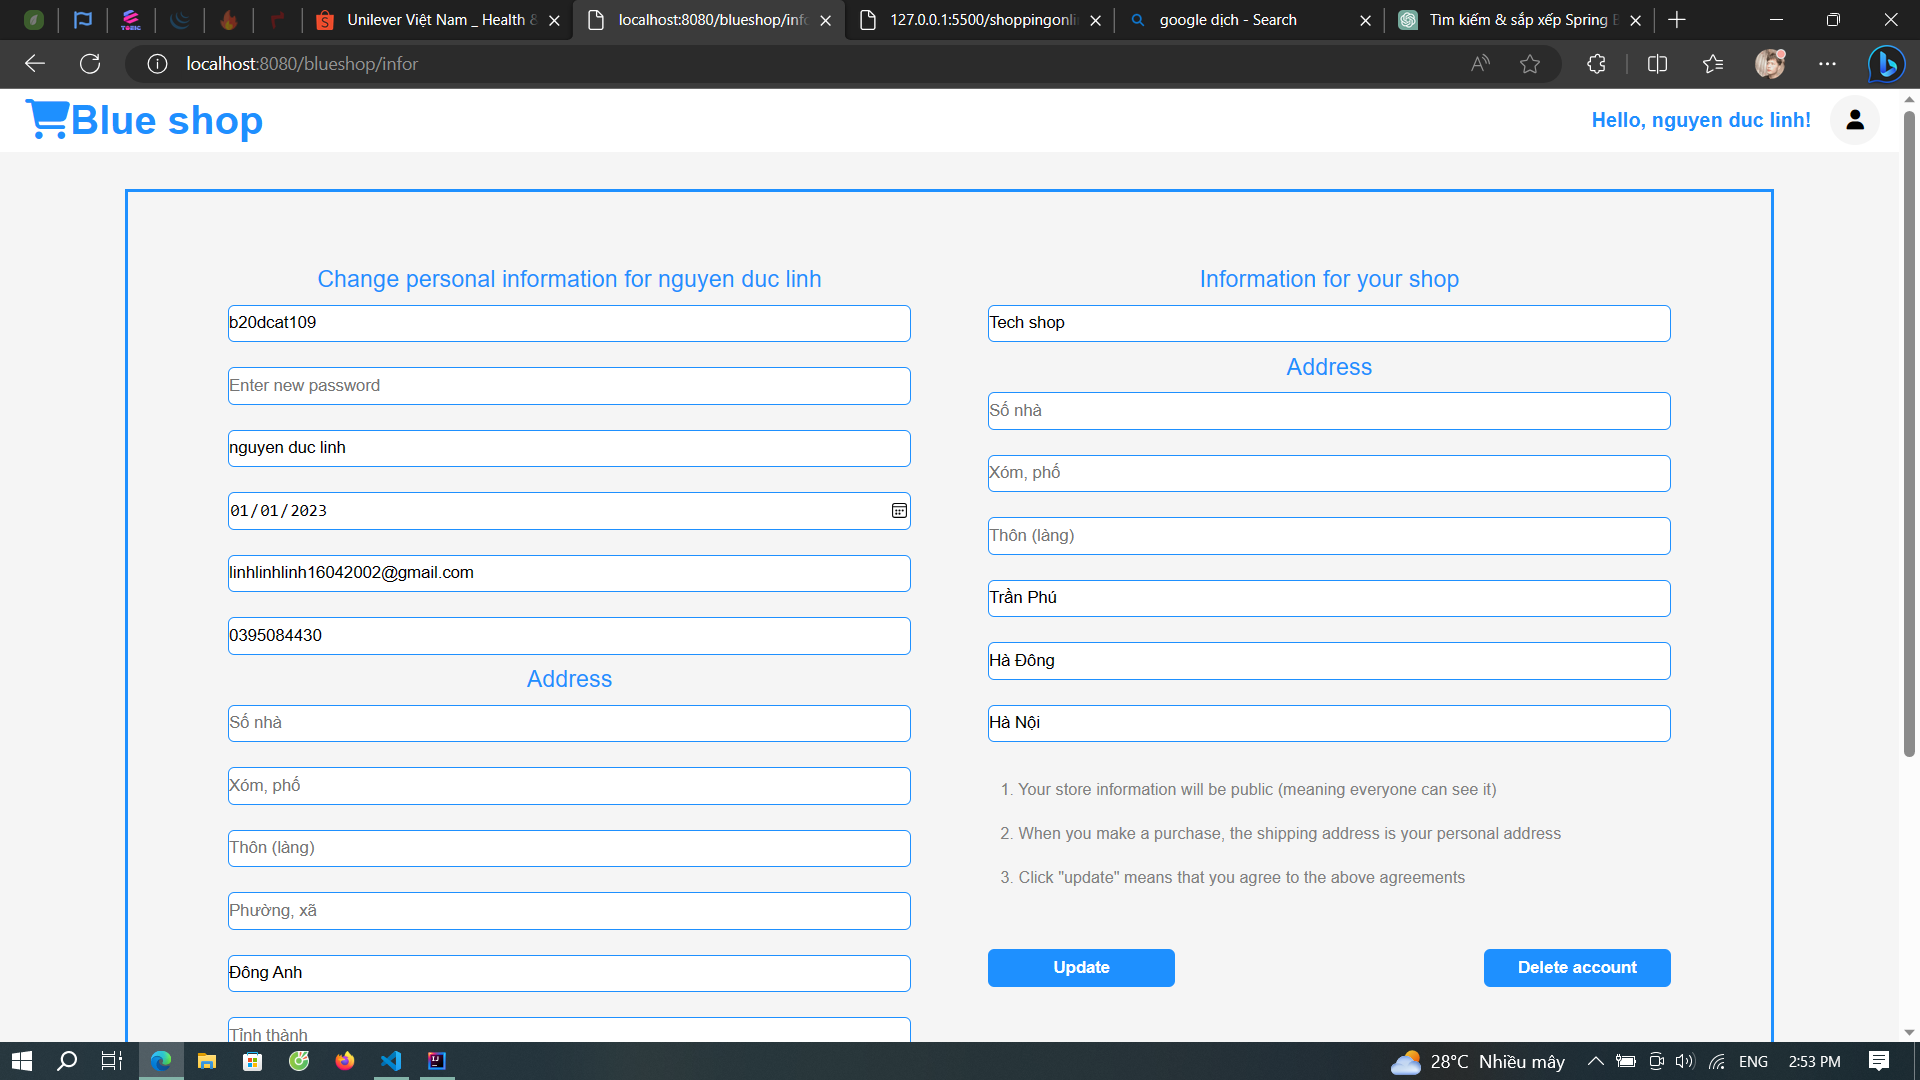 Unilever Việt Nam _ Health &
localhost:8080/blueshop/info
127.0.0.1:5500/shoppingonli
google dịch - Search
Tìm kiếm & sắp xếp Spring B
localhost:8080/blueshop/infor
Blue shop
Hello, nguyen duc linh!
Change personal information for nguyen duc linh
b20dcat109
Enter new password
nguyen duc linh
01/01/2023
linhlinhlinh16042002@gmail.com
0395084430
Address
Số nhà
Xóm, phố
Thôn (làng)
Phường, xã
Đông Anh
Tỉnh thành
Information for your shop
Tech shop
Address
Số nhà
Xóm, phố
Thôn (làng)
Trần Phú
Hà Đông
Hà Nội
1. Your store information will be public (meaning everyone can see it)
2. When you make a purchase, the shipping address is your personal address
3. Click "update" means that you agree to the above agreements
Update
Delete account
28°C Nhiều mây
ENG
2:53 PM